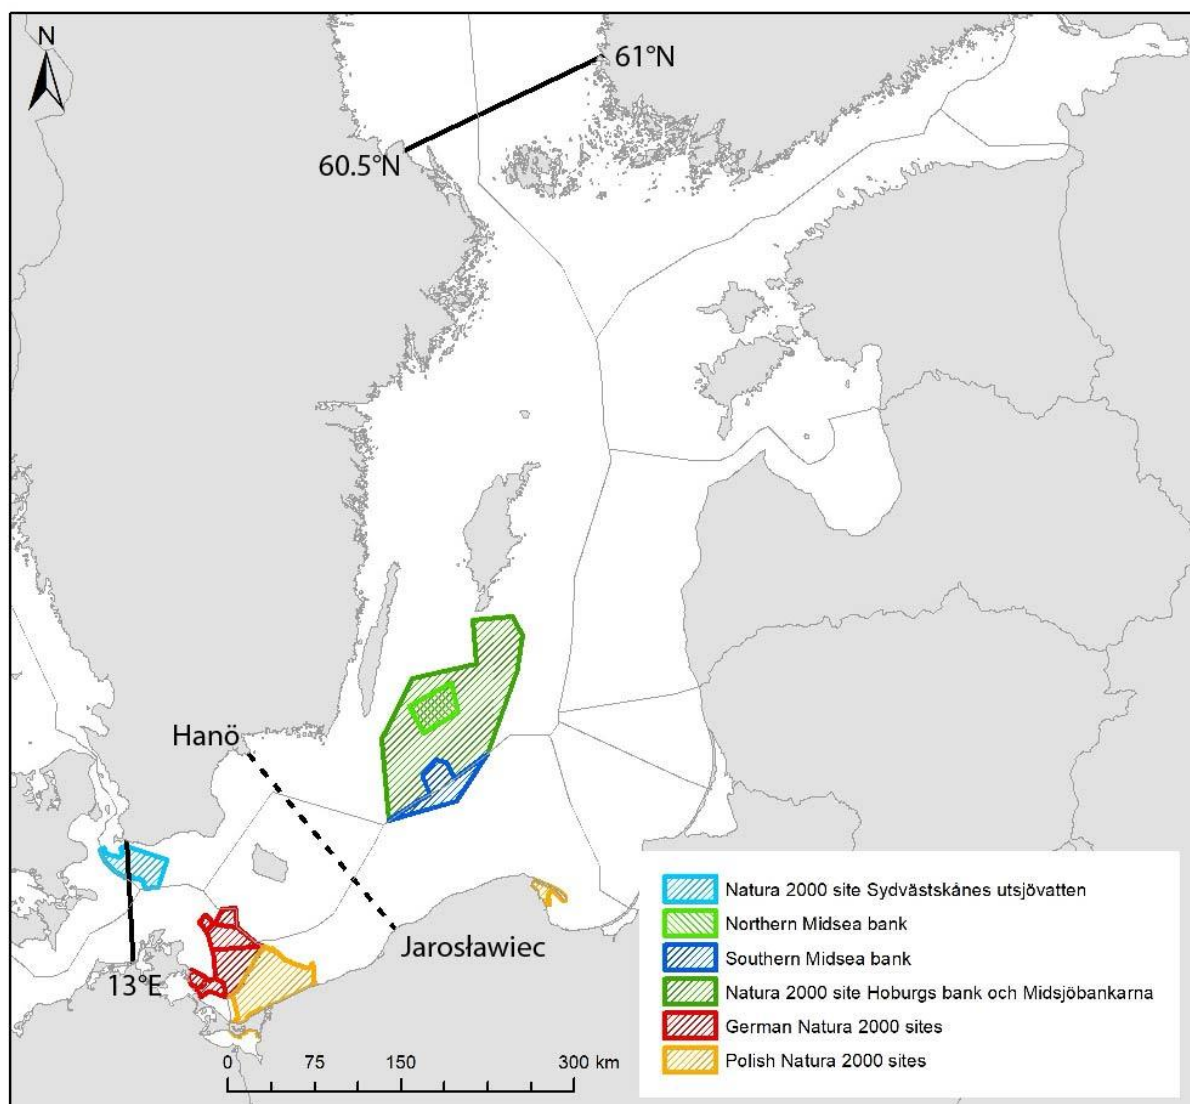 N
61°N
60.5°N
Hanö
Jarosławiec
13°E
0 75 150 300 km
Natura 2000 site Sydvästskånes utsjövatten
Northern Midsea bank
Southern Midsea bank
Natura 2000 site Hoburgs bank och Midsjöbankarna
German Natura 2000 sites
Polish Natura 2000 sites